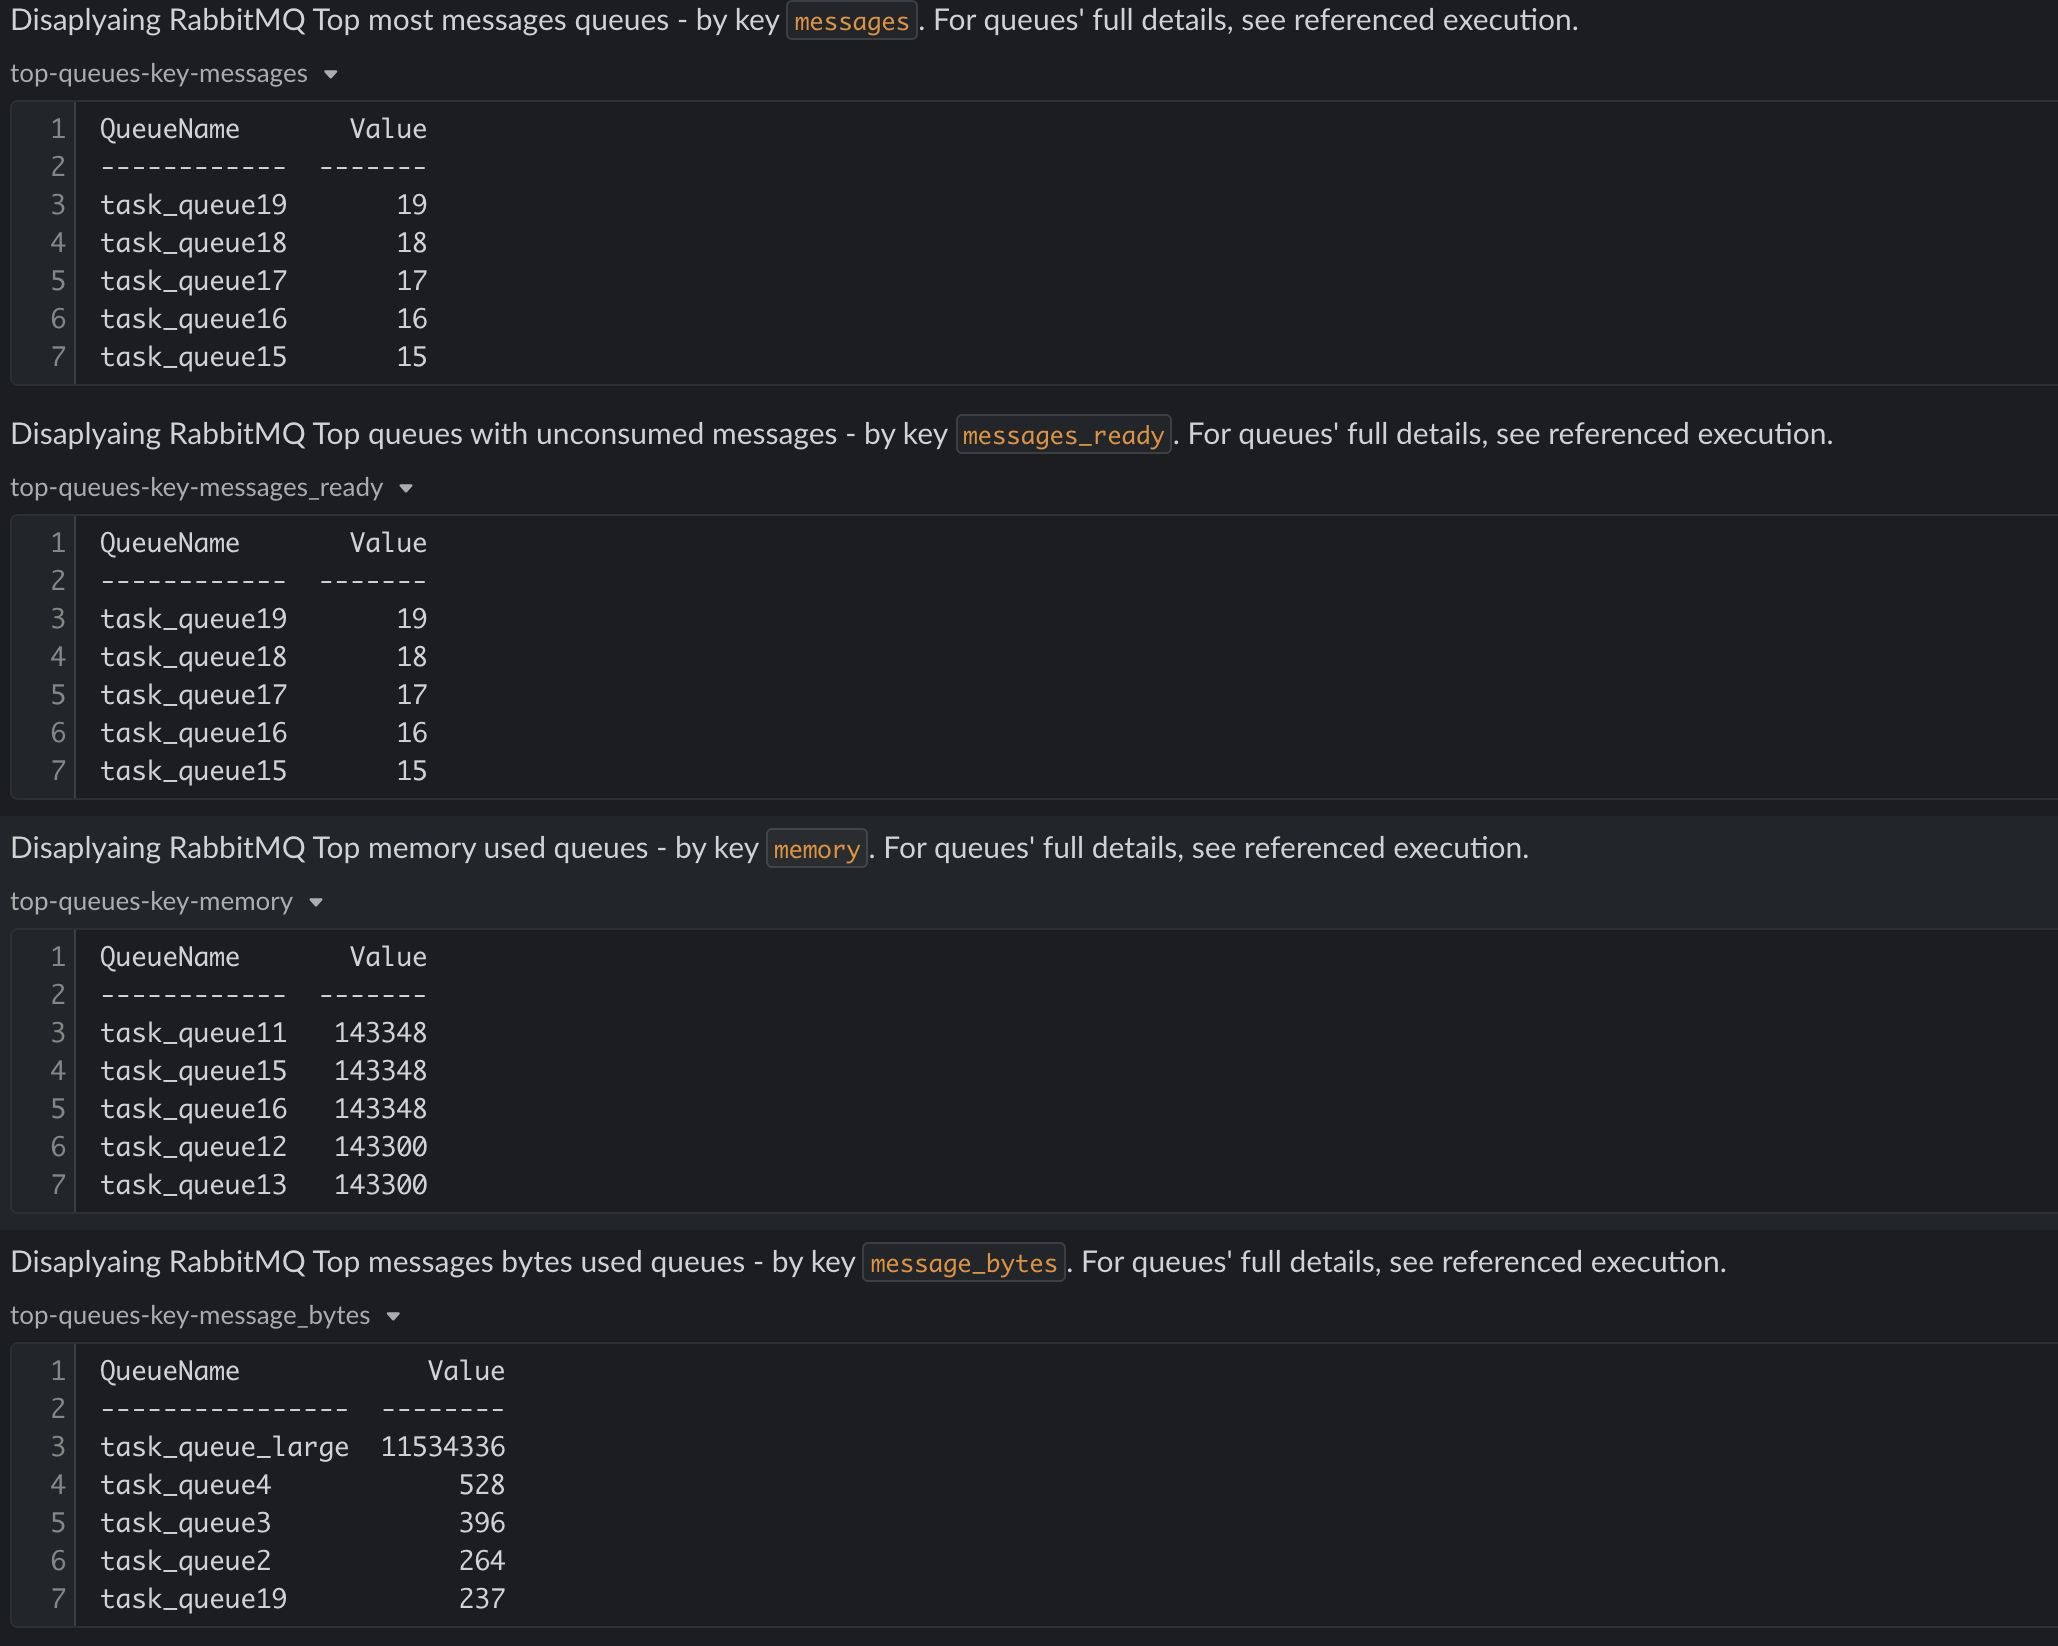 Disaplyaing RabbitMQ Top most messages queues - by key messages. For queues' full details, see referenced execution.
top-queues-key-messages
1 QueueName Value
2 ------------ -------
3 task_queue19 19
4 task_queue18 18
5 task_queue17 17
6 task_queue16 16
7 task_queue15 15
Disaplyaing RabbitMQ Top queues with unconsumed messages - by key messages_ready. For queues' full details, see referenced execution.
top-queues-key-messages_ready
1 QueueName Value
2 ------------ -------
3 task_queue19 19
4 task_queue18 18
5 task_queue17 17
6 task_queue16 16
7 task_queue15 15
Disaplyaing RabbitMQ Top memory used queues - by key memory. For queues' full details, see referenced execution.
top-queues-key-memory
1 QueueName Value
2 ------------ -------
3 task_queue11 143348
4 task_queue15 143348
5 task_queue16 143348
6 task_queue12 143300
7 task_queue13 143300
Disaplyaing RabbitMQ Top messages bytes used queues - by key message_bytes. For queues' full details, see referenced execution.
top-queues-key-message_bytes
1 QueueName Value
2 ---------------- --------
3 task_queue_large 11534336
4 task_queue4 528
5 task_queue3 396
6 task_queue2 264
7 task_queue19 237